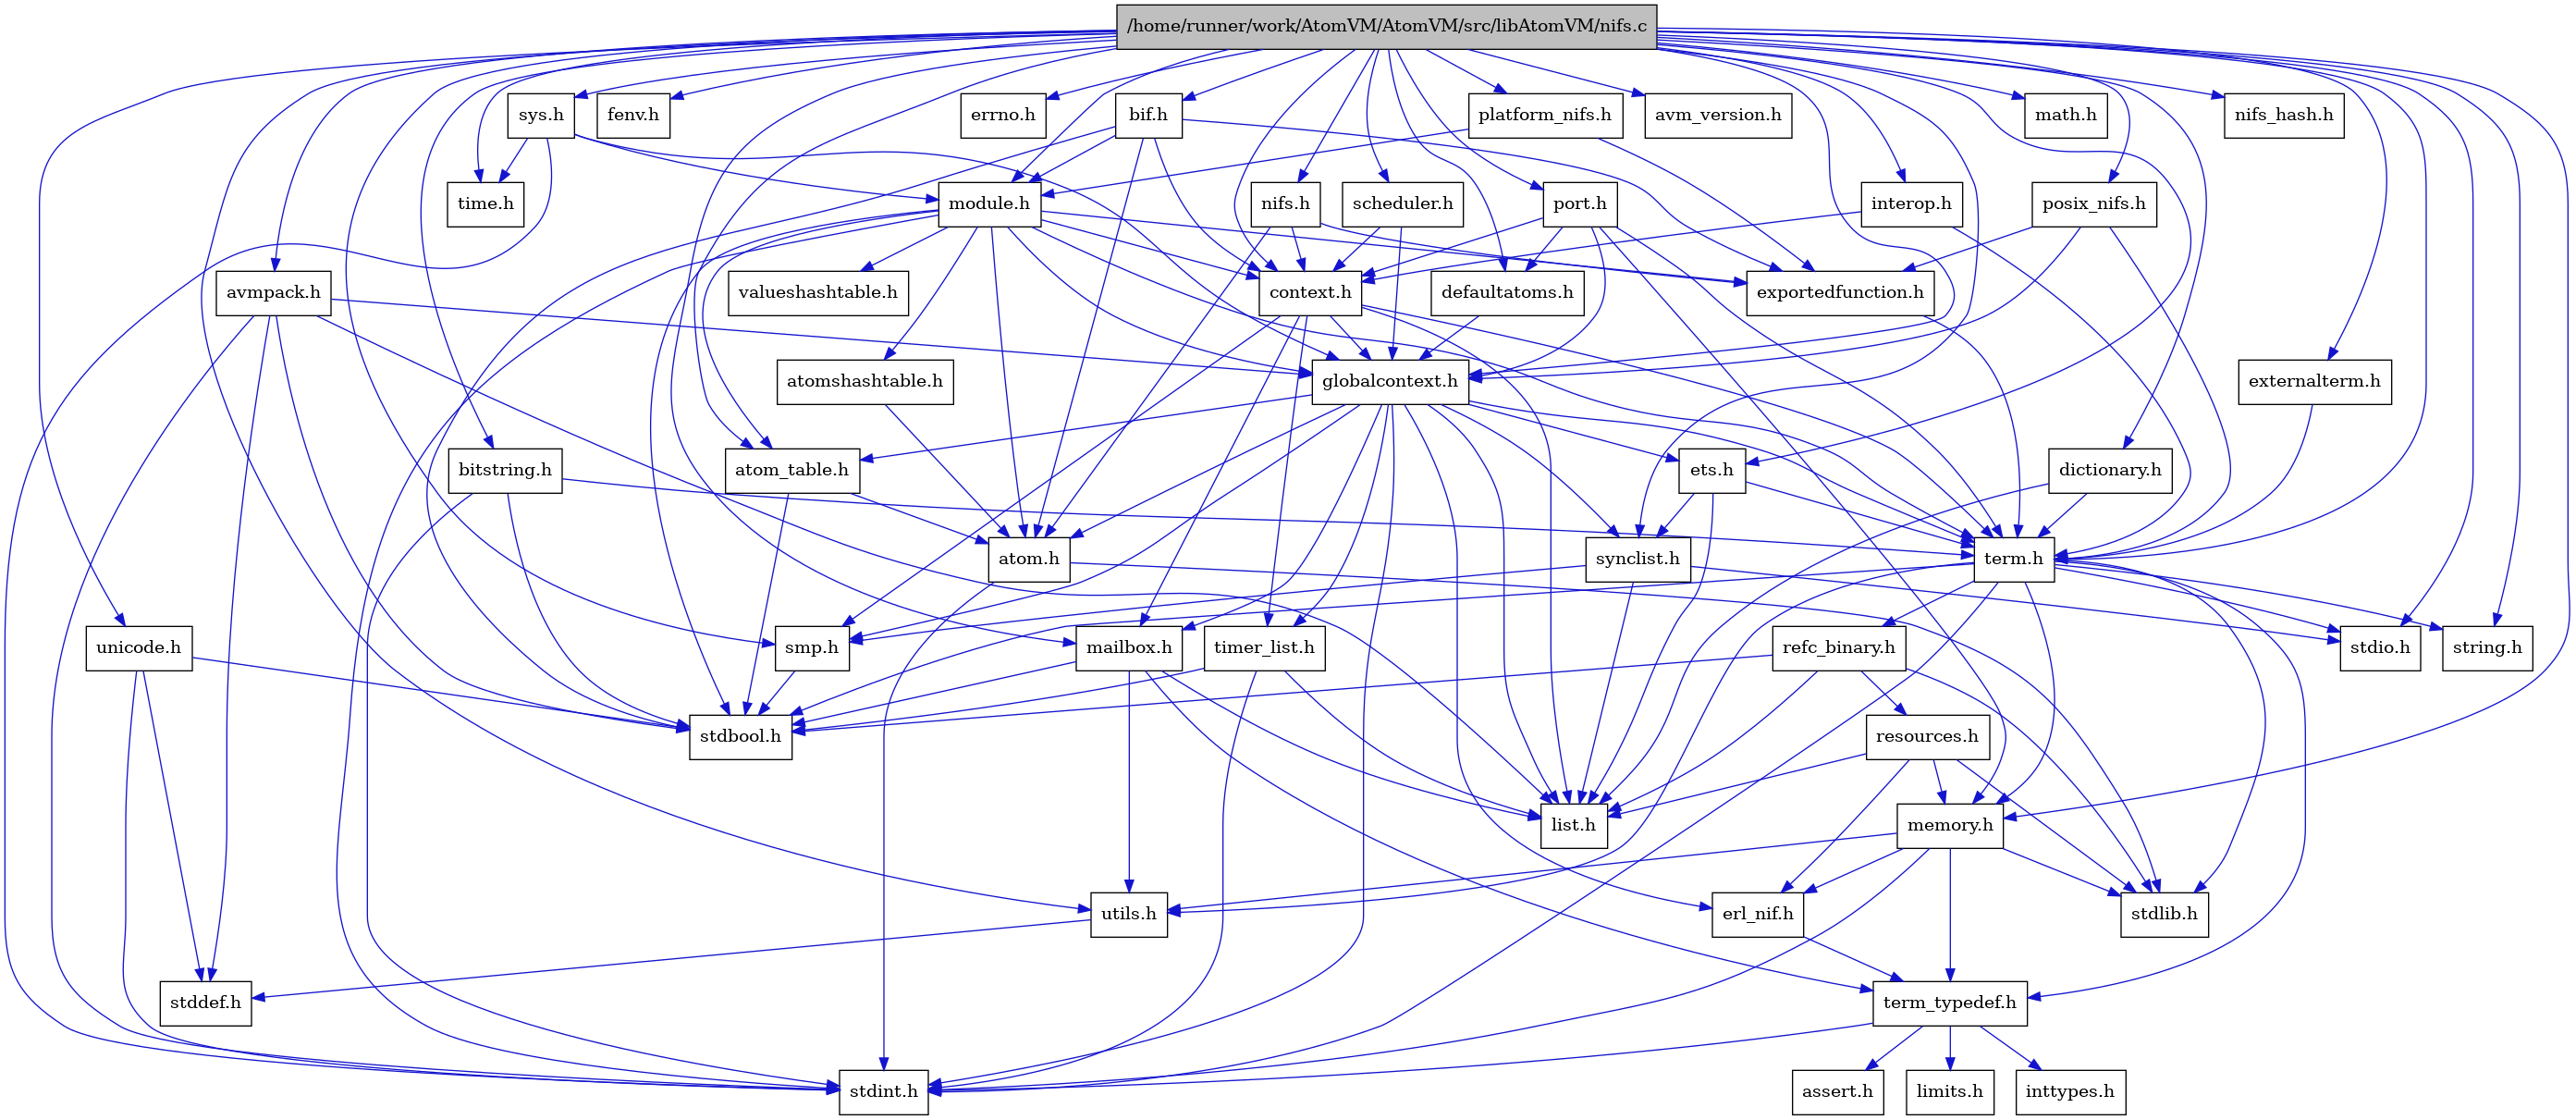 /home/runner/work/AtomVM/AtomVM/src/libAtomVM/nifs.c
sys.h
fenv.h
errno.h
bif.h
platform_nifs.h
avm_version.h
math.h
nifs_hash.h
time.h
module.h
nifs.h
scheduler.h
port.h
interop.h
posix_nifs.h
avmpack.h
valueshashtable.h
context.h
defaultatoms.h
exportedfunction.h
atomshashtable.h
globalcontext.h
externalterm.h
bitstring.h
atom_table.h
ets.h
dictionary.h
atom.h
synclist.h
term.h
unicode.h
smp.h
mailbox.h
timer_list.h
refc_binary.h
stdio.h
string.h
stdbool.h
resources.h
list.h
memory.h
utils.h
erl_nif.h
stdlib.h
stddef.h
term_typedef.h
stdint.h
assert.h
limits.h
inttypes.h